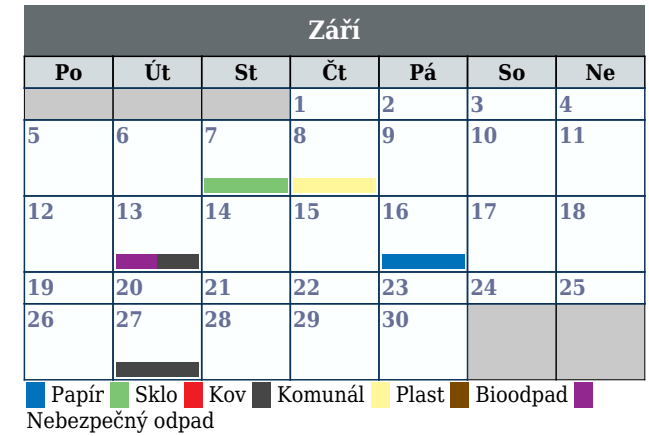 Září
Po Út St Čt Pá So Ne
1 2 3 4
5 6 7 8 9 10 11
12 13 14 15 16 17 18
19 20 21 22 23 24 25
26 27 28 29 30
Papír Sklo Kov Komunál Plast Bioodpad
Nebezpečný odpad